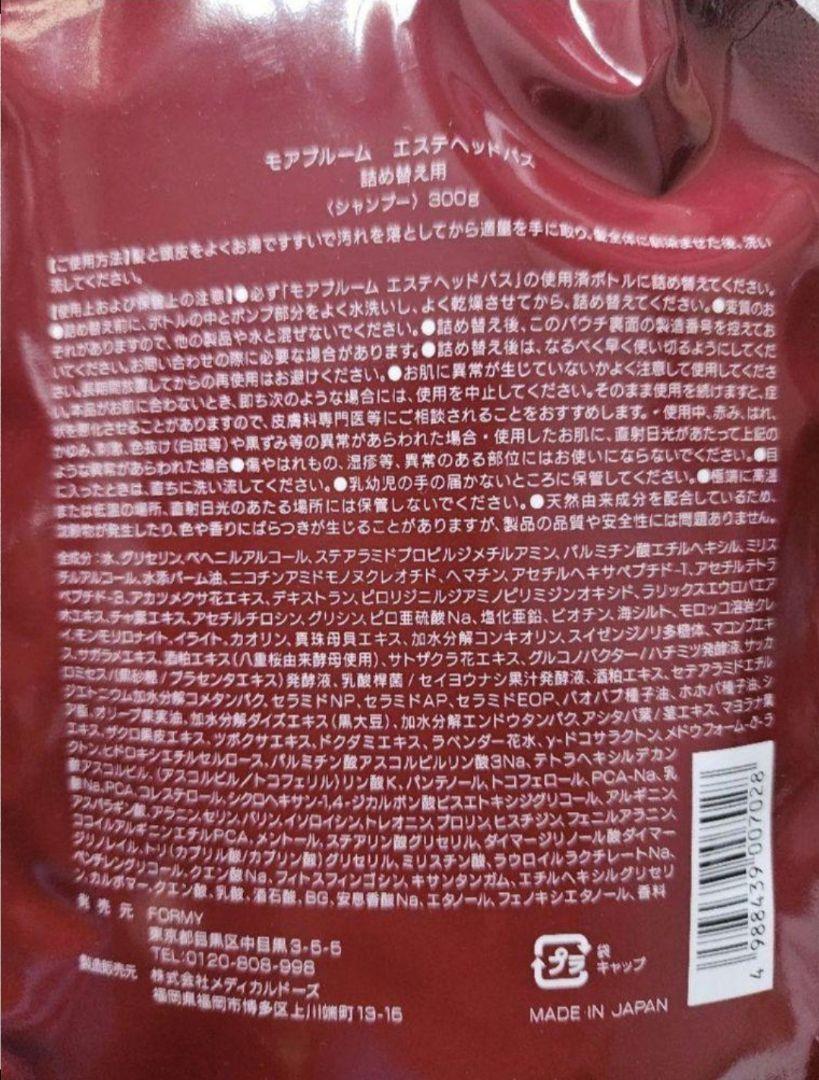 モアブルーム エステヘッドバス
詰め替え用
〈シャンプー〉300g
【ご使用方法】髪と頭皮をよくお湯ですすいで汚れを落としてから適量を手に取り、髪全体に馴染ませた後、洗い
流してください。
【使用上および保管上の注意】●必ず「モアブルーム エステヘッドバス」の使用済ボトルに詰め替えてください。
●詰め替え前に、ボトルの中とポンプ部分をよく水洗いし、よく乾燥させてから、詰め替えてください。●変質のお
それがありますので、他の製品や水と混ぜないでください。●詰め替え後、このパウチ裏面の製造番号を控えてお
いてください。お問い合わせの際に必要な場合があります。●詰め替え後は、なるべく早く使い切るようにしてくだ
さい。長期間放置してからの再使用はお避けください。●お肌に異常が生じていないかよく注意して使用してくださ
い。本品がお肌に合わないとき、即ち次のような場合には、使用を中止してください。そのまま使用を続けますと、症
状を悪化させることがありますので、皮膚科専門医等にご相談されることをおすすめします。・使用中、赤み、はれ、
かゆみ、刺激、色抜け(白斑等)や黒ずみ等の異常があらわれた場合・使用したお肌に、直射日光があたって上記の
ような異常があらわれた場合●傷やはれもの、湿疹等、異常のある部位にはお使いにならないでください。●目
に入ったときは、直ちに洗い流してください。●乳幼児の手の届かないところに保管してください。●極端に高温
または低温の場所、直射日光のあたる場所には保管しないでください。●天然由来成分を配合しているため、
沈殿物が発生したり、色や香りにばらつきが生じることがありますが、製品の品質や安全性には問題ありません。
全成分:水、グリセリン、ベヘニルアルコール、ステアラミドプロピルジメチルアミン、パルミチン酸エチルヘキシル、ミリス
チルアルコール、水添パーム油、ニコチンアミドモノヌクレオチド、ヘマチン、アセチルヘキサペプチド-1、アセチルテトラ
ペプチド-3、アカツメクサ花エキス、デキストラン、ピロリジニルジアミノピリミジンオキシド、ラリックスエウロパエア
木エキス、チャ葉エキス、アセチルチロシン、グリシン、ピロ亜硫酸Na、塩化亜鉛、ビオチン、海シルト、モロッコ溶岩クレ
イ、モンモリロナイト、イライト、カオリン、真珠母貝エキス、加水分解コンキオリン、スイゼンジノリ多糖体、マコンブエキ
ス、サガラメエキス、酒粕エキス(八重桜由来酵母使用)、サトザクラ花エキス、グルコノバクター/ハチミツ発酵液、サッカ
ロミセス/(黒砂糖/プラセンタエキス)発酵液、乳酸桿菌/セイヨウナシ果汁発酵液、酒粕エキス、セテアラミドエチル
ジエトニウム加水分解コメタンパク、セラミドNP、セラミドAP、セラミドEOP、バオバブ種子油、ホホバ種子油、シ
ア脂、オリーブ果実油、加水分解ダイズエキス(黒大豆)、加水分解エンドウタンパク、アシタバ葉/茎エキス、マヨラナ葉
エキス、ザクロ果皮エキス、ツボクサエキス、ドクダミエキス、ラベンダー花水、γ-ドコサラクトン、メドウフォーム-δ-ラ
クトン、ヒドロキシエチルセルロース、パルミチン酸アスコルビルリン酸3Na、テトラヘキシルデカン
酸アスコルビル、(アスコルビル/トコフェリル)リン酸K、パンテノール、トコフェロール、PCA-Na、乳
酸Na、PCA、コレステロール、シクロヘキサン-1,4-ジカルボン酸ビスエトキシジグリコール、アルギニン
アスパラギン酸、アラニン、セリン、バリン、イソロイシン、トレオニン、プロリン、ヒスチジン、フェニルアラニン
ココイルアルギニンエチルPCA、メントール、ステアリン酸グリセリル、ダイマージリノール酸ダイマー
ジリノレイル、トリ(カプリル酸/カプリン酸)グリセリル、ミリスチン酸、ラウロイルラクチレートNa、
ペンチレングリコール、クエン酸Na、フィトスフィンゴシン、キサンタンガム、エチルヘキシルグリセリ
ン、カルボマー、クエン酸、乳酸、酒石酸、BG、安息香酸Na、エタノール、フェノキシエタノール、香料
発売元 FORMY
東京都目黒区中目黒3-5-5
TEL:0120-808-998
製造販売元 株式会社メディカルドーズ
福岡県福岡市博多区上川端町13-15
プラ
袋
キャップ
MADE IN JAPAN
4 988439 007028